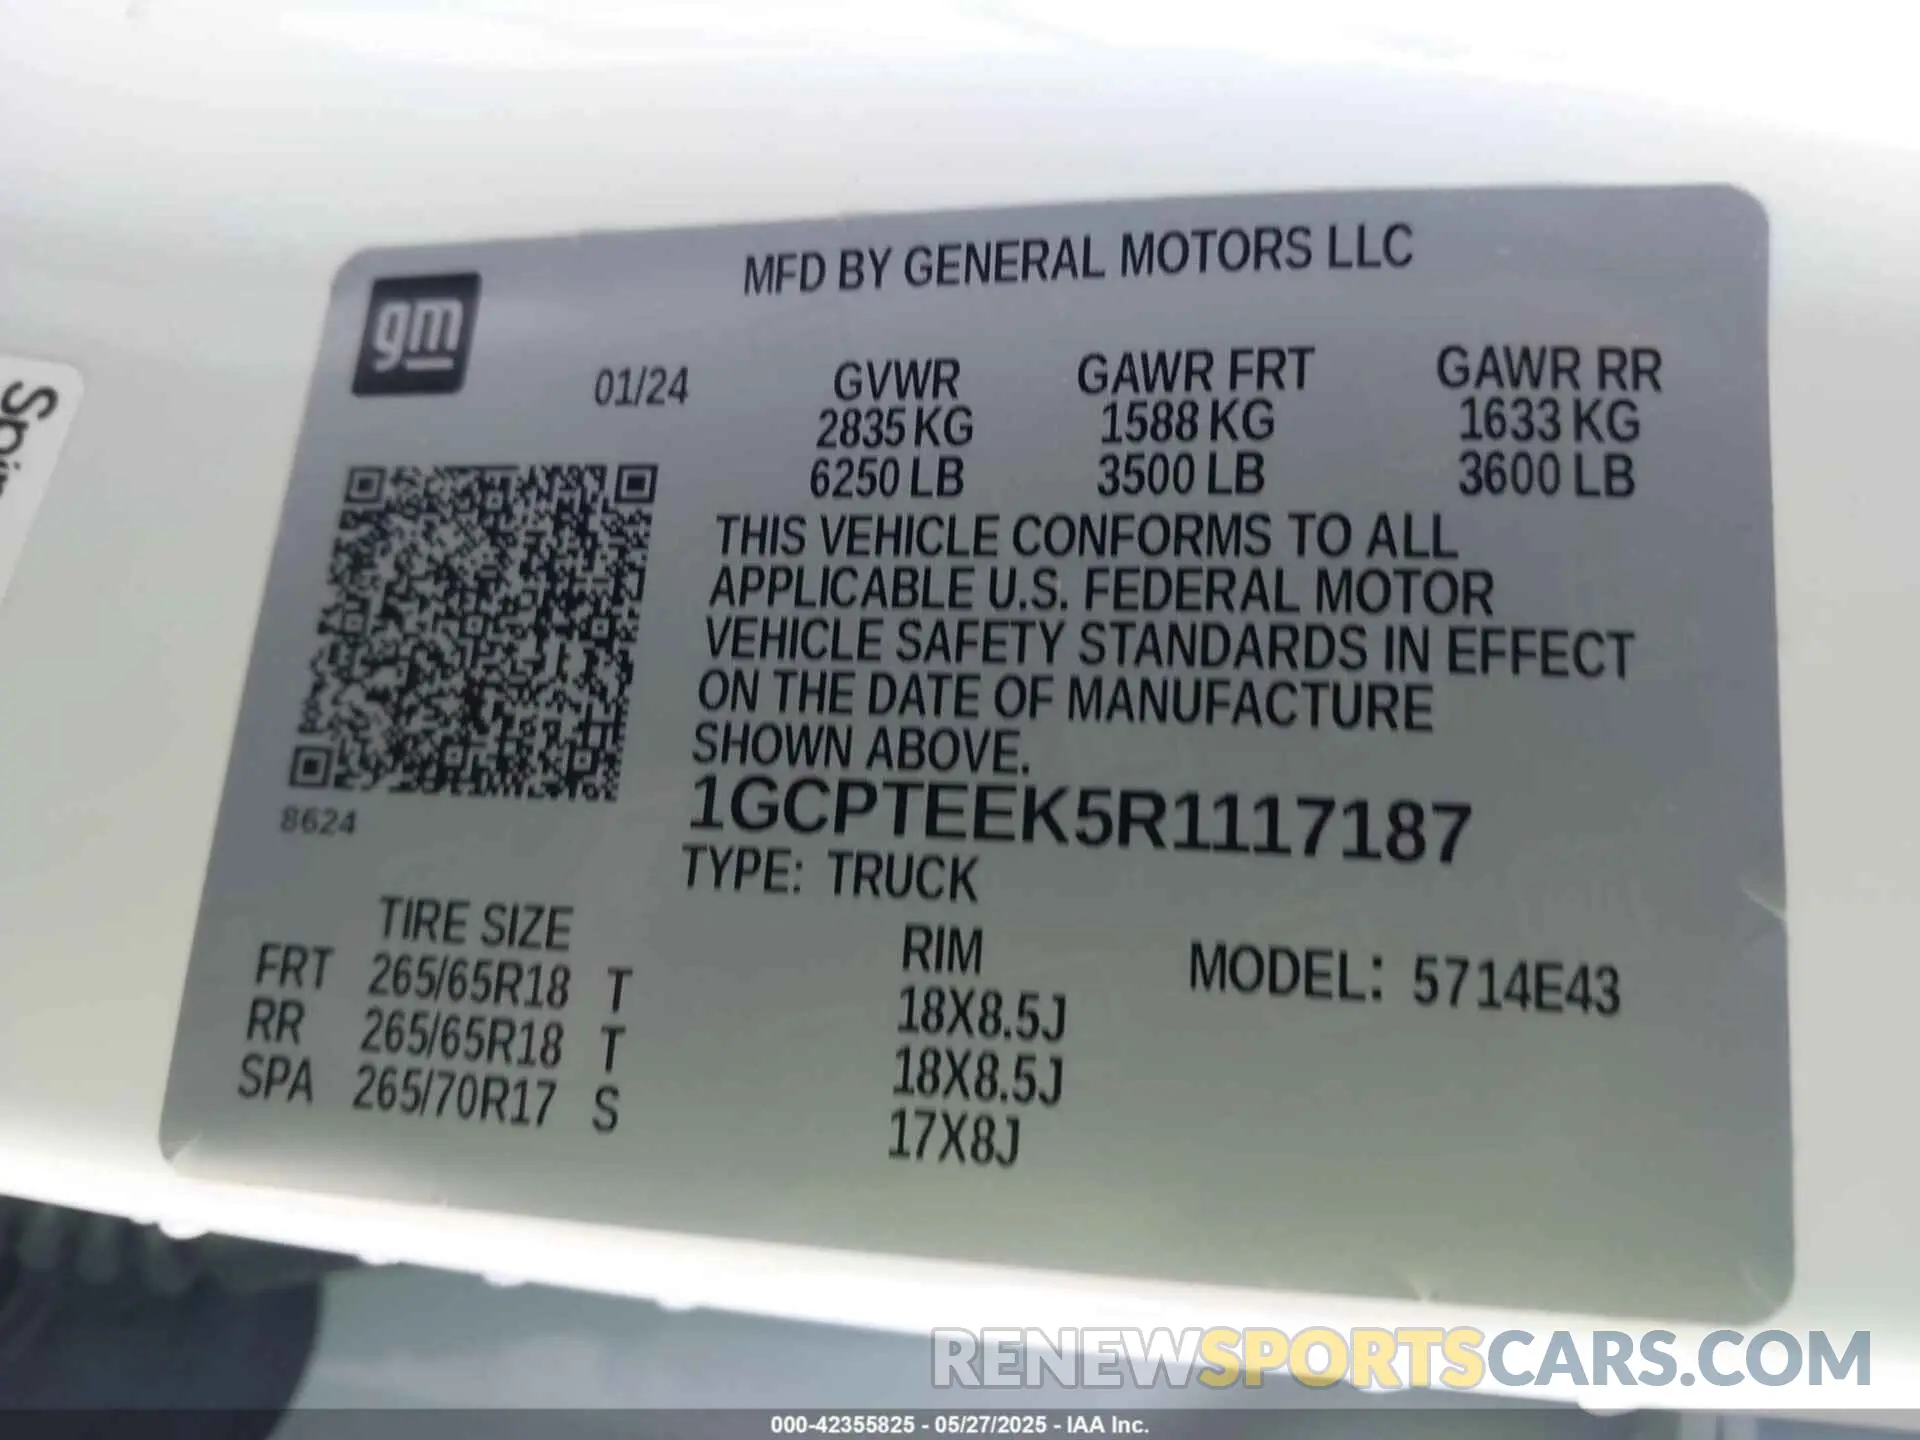 MFD BY GENERAL MOTORS LLC
gm
01/24
GVWR GAWR FRT GAWR RR
2835 KG 1588 KG 1633 KG
6250 LB 3500 LB 3600 LB
THIS VEHICLE CONFORMS TO ALL
APPLICABLE U.S. FEDERAL MOTOR
VEHICLE SAFETY STANDARDS IN EFFECT
ON THE DATE OF MANUFACTURE
SHOWN ABOVE.
1GCPTEEK5R1117187
8624
TYPE: TRUCK
TIRE SIZE RIM MODEL: 5714E43
FRT 265/65R18 T 18X8.5J
RR 265/65R18 T 18X8.5J
SPA 265/70R17 S 17X8J
RENEWSPORTSCARS.COM
000-42355825 - 05/27/2025 - IAA Inc.